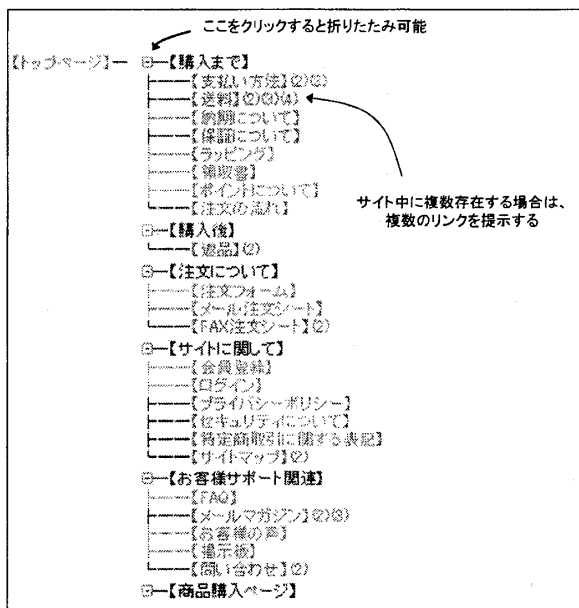 ここをクリックすると折りたたみ可能
【トップページ】
【購入まで】
【支払い方法】(2)(3)
【送料】(2)(3)(4)
【納期について】
【保証について】
【ラッピング】
【領収書】
【ポイントについて】
【注文の流れ】
サイト中に複数存在する場合は、
複数のリンクを提示する
【購入後】
【返品】(2)
【注文について】
【注文フォーム】
【メール注文シート】
【FAX注文シート】(2)
【サイトに関して】
【会員登録】
【ログイン】
【プライバシーポリシー】
【セキュリティについて】
【特定商取引に関する表記】
【サイトマップ】(2)
【お客様サポート関連】
【FAQ】
【メールマガジン】(2)(3)
【お客様の声】
【掲示板】
【問い合わせ】(2)
【商品購入ページ】